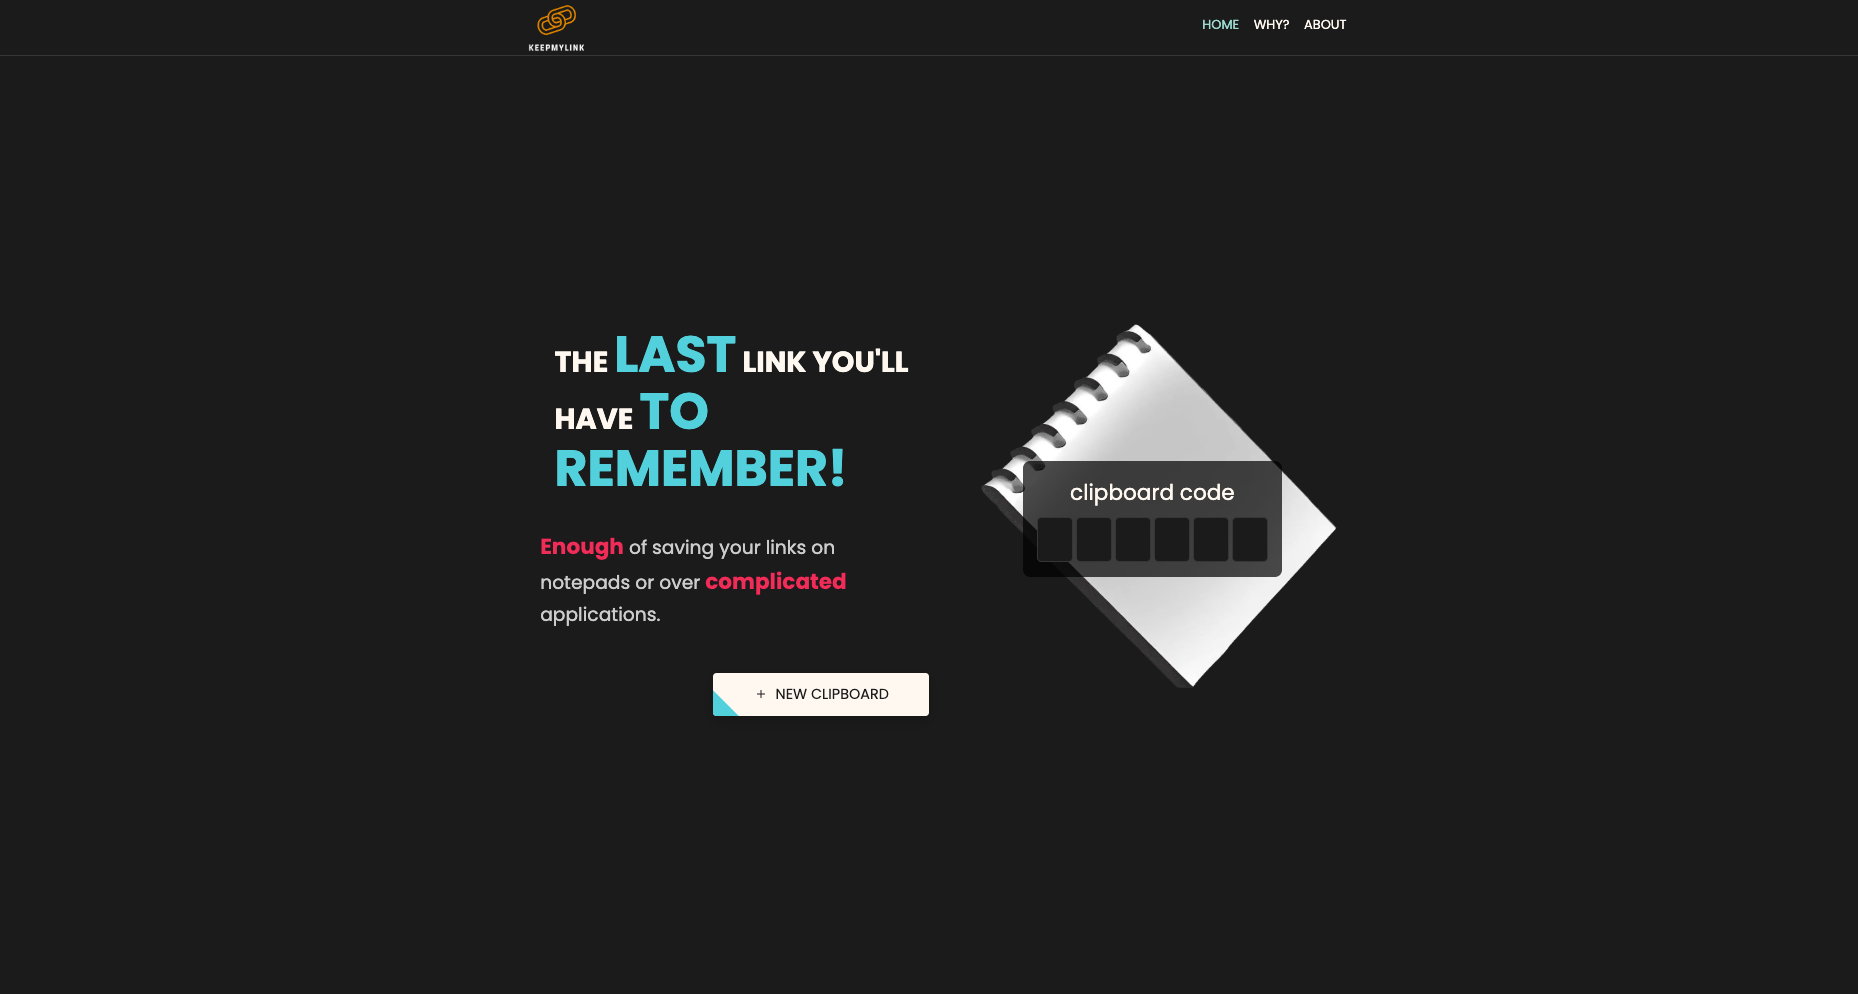 KEEPMYLINK
HOME WHY? ABOUT
THE LAST LINK YOU'LL
HAVE TO
REMEMBER!
Enough of saving your links on
notepads or over complicated
applications.
+ NEW CLIPBOARD
clipboard code